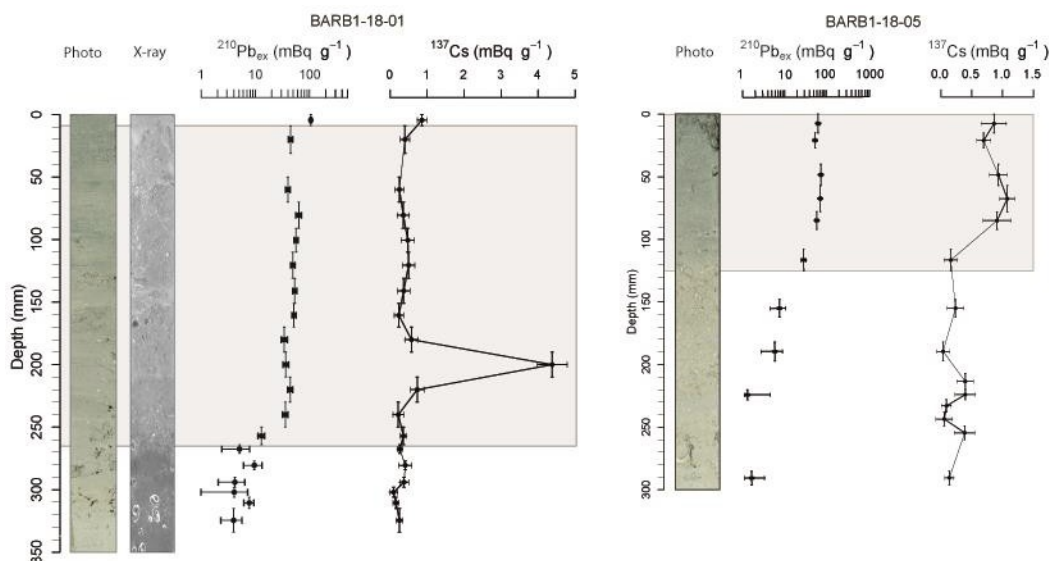 BARB1-18-01
Photo
X-ray
²¹⁰Pbₑₓ (mBq g⁻¹)
1 10 100
¹³⁷Cs (mBq g⁻¹)
0 1 2 3 4 5
Depth (mm)
0
50
100
150
200
250
300
350
BARB1-18-05
Photo
²¹⁰Pbₑₓ (mBq g⁻¹)
1 10 100 1000
¹³⁷Cs (mBq g⁻¹)
0.0 0.5 1.0 1.5
Depth (mm)
0
50
100
150
200
250
300